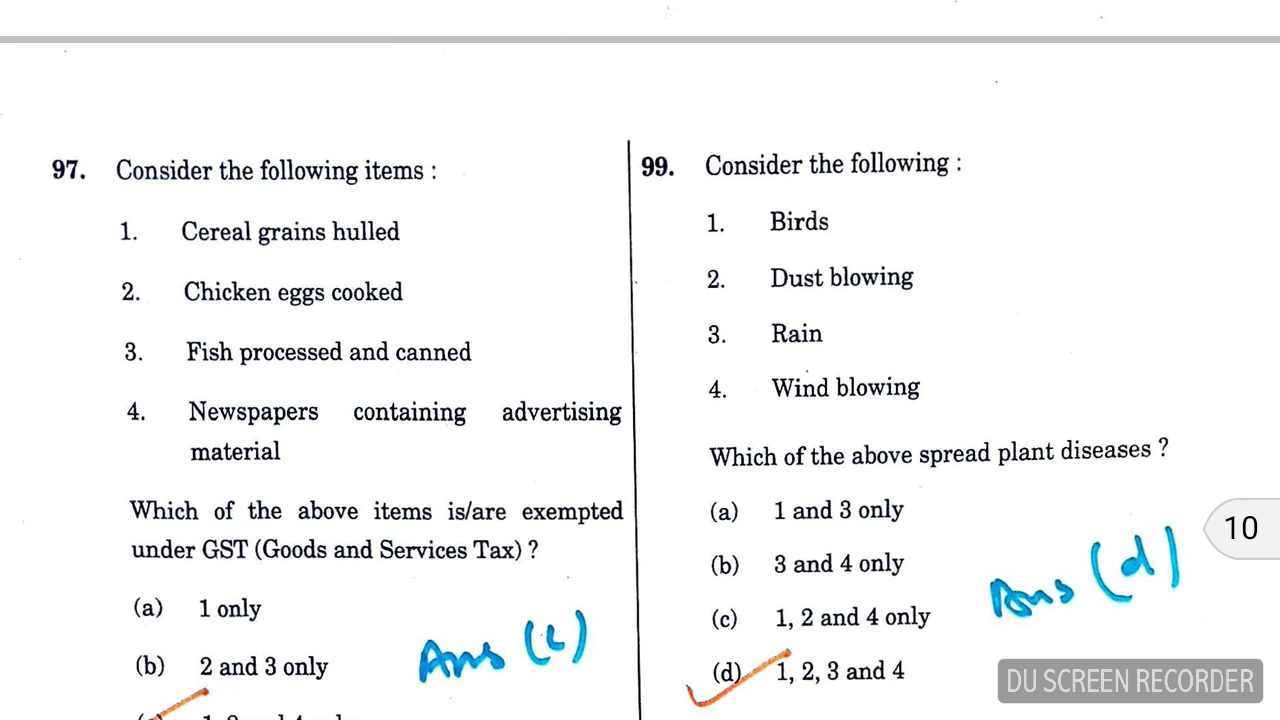 97. Consider the following items :
1. Cereal grains hulled
2. Chicken eggs cooked
3. Fish processed and canned
4. Newspapers containing advertising
material
Which of the above items is/are exempted
under GST (Goods and Services Tax) ?
(a) 1 only
(b) 2 and 3 only
Ans (c)
99. Consider the following :
1. Birds
2. Dust blowing
3. Rain
4. Wind blowing
Which of the above spread plant diseases ?
(a) 1 and 3 only
(b) 3 and 4 only
(c) 1, 2 and 4 only
(d) 1, 2, 3 and 4
Ans (d)
10
DU SCREEN RECORDER